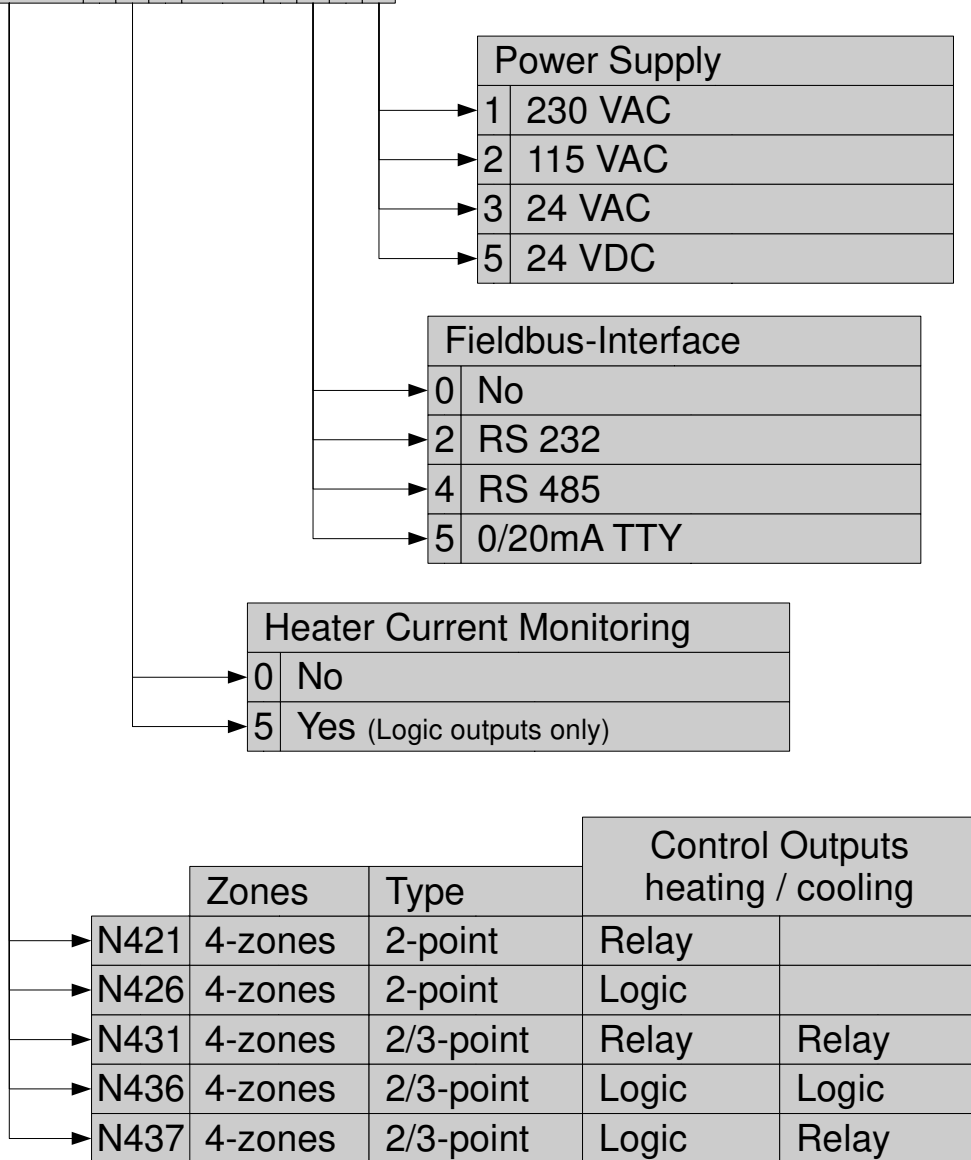 Power Supply
1 230 VAC
2 115 VAC
3 24 VAC
5 24 VDC
Fieldbus-Interface
0 No
2 RS 232
4 RS 485
5 0/20mA TTY
Heater Current Monitoring
0 No
5 Yes (Logic outputs only)
Control Outputs
Zones Type heating / cooling
N421 4-zones 2-point Relay
N426 4-zones 2-point Logic
N431 4-zones 2/3-point Relay Relay
N436 4-zones 2/3-point Logic Logic
N437 4-zones 2/3-point Logic Relay